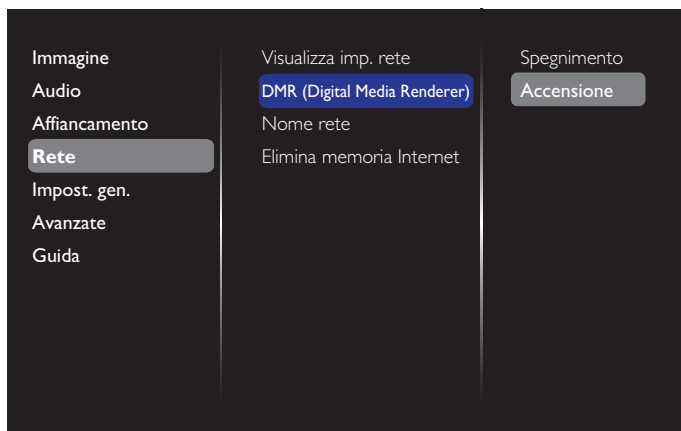 Immagine
Audio
Affiancamento
Rete
Impost. gen.
Avanzate
Guida
Visualizza imp. rete
DMR (Digital Media Renderer)
Nome rete
Elimina memoria Internet
Spegnimento
Accensione